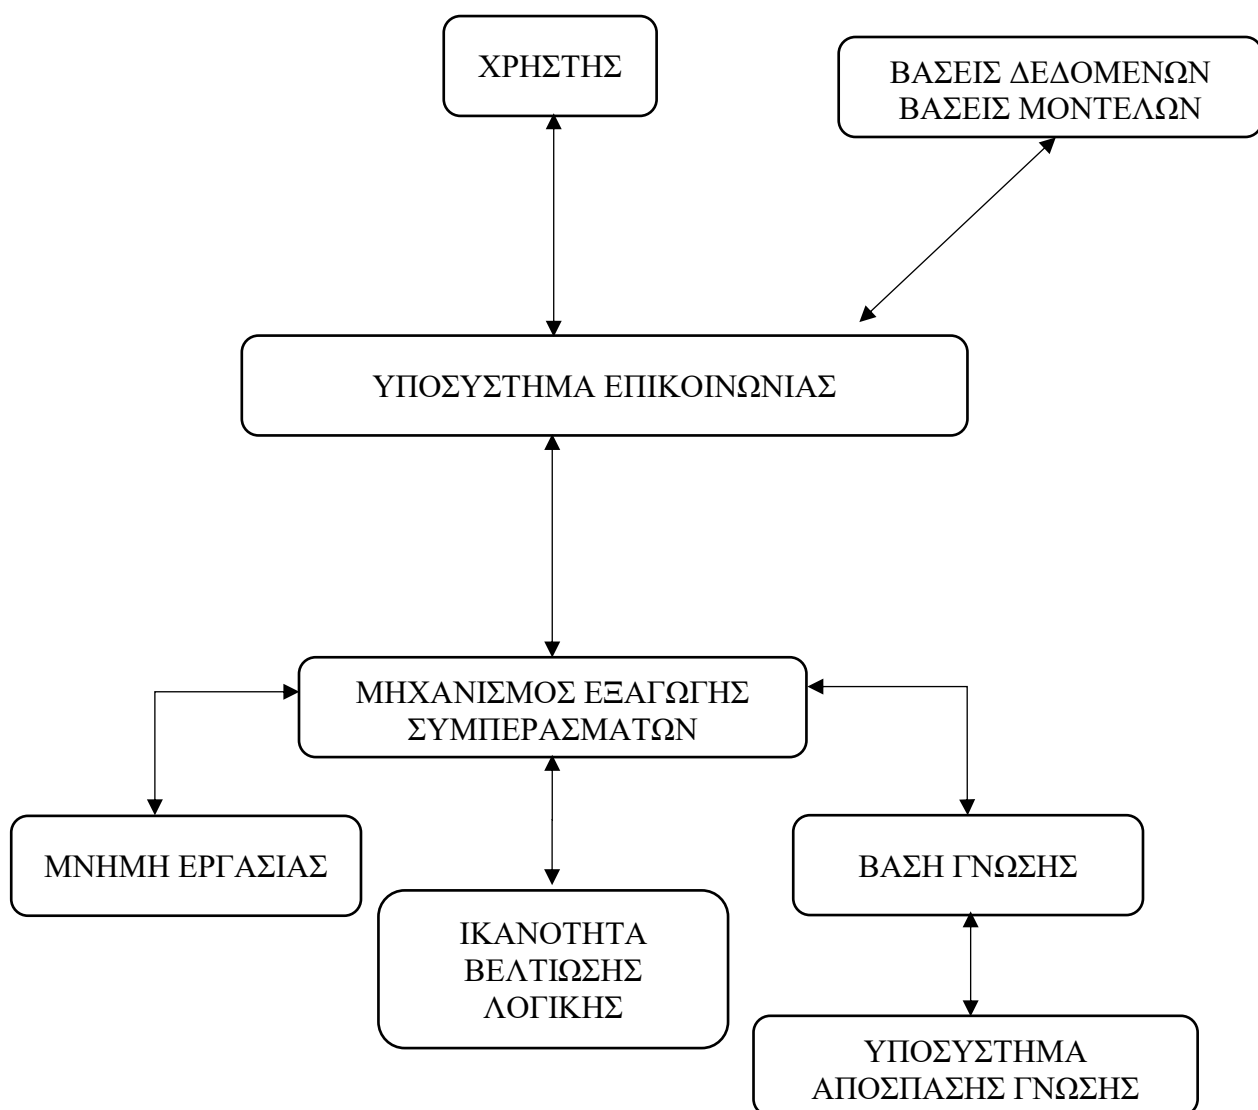 ΧΡΗΣΤΗΣ
ΒΑΣΕΙΣ ΔΕΔΟΜΕΝΩΝ
ΒΑΣΕΙΣ ΜΟΝΤΕΛΩΝ
ΥΠΟΣΥΣΤΗΜΑ ΕΠΙΚΟΙΝΩΝΙΑΣ
ΜΗΧΑΝΙΣΜΟΣ ΕΞΑΓΩΓΗΣ
ΣΥΜΠΕΡΑΣΜΑΤΩΝ
ΜΝΗΜΗ ΕΡΓΑΣΙΑΣ
ΙΚΑΝΟΤΗΤΑ
ΒΕΛΤΙΩΣΗΣ
ΛΟΓΙΚΗΣ
ΒΑΣΗ ΓΝΩΣΗΣ
ΥΠΟΣΥΣΤΗΜΑ
ΑΠΟΣΠΑΣΗΣ ΓΝΩΣΗΣ